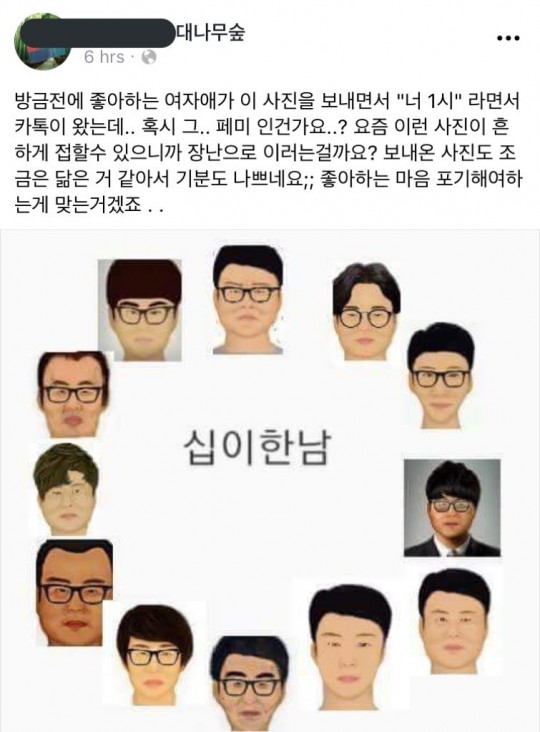 대나무숲
6 hrs ·
방금전에 좋아하는 여자애가 이 사진을 보내면서 "너 1시" 라면서
카톡이 왔는데.. 혹시 그.. 페미 인건가요..? 요즘 이런 사진이 흔
하게 접할수 있으니까 장난으로 이러는걸까요? 보내온 사진도 조
금은 닮은 거 같아서 기분도 나쁘네요;; 좋아하는 마음 포기해여하
는게 맞는거겠죠 . .
십이한남